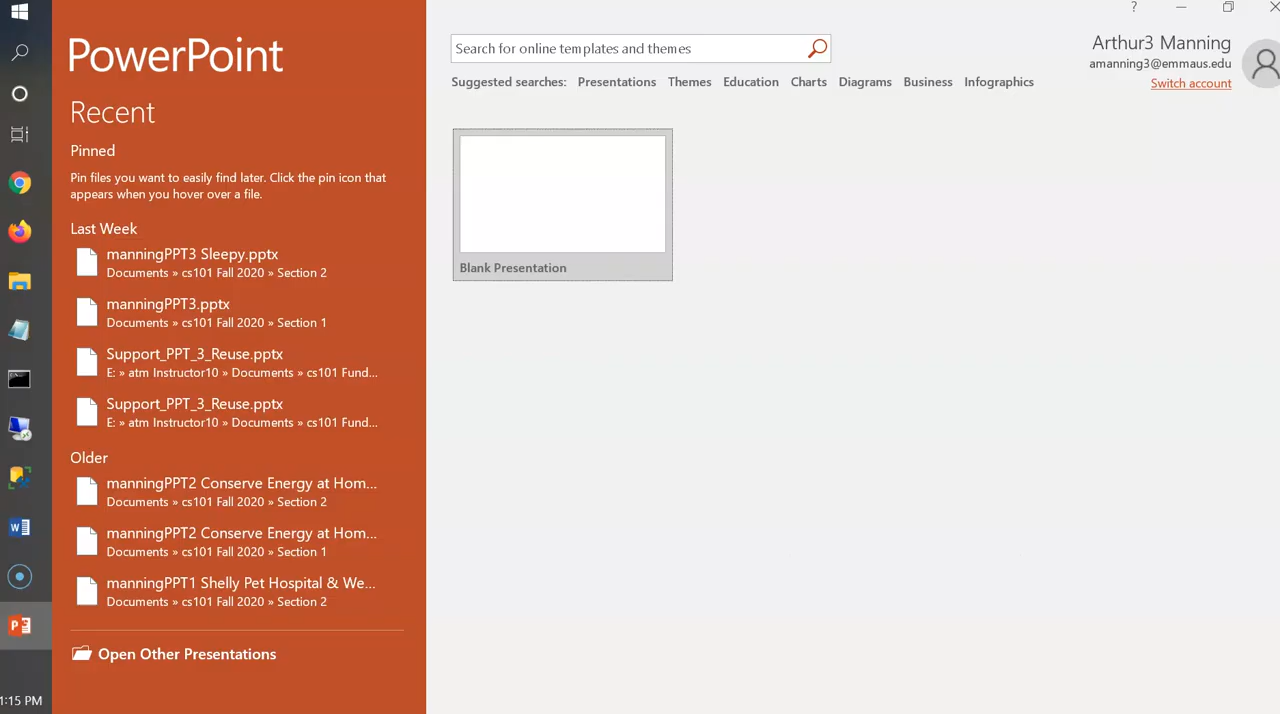 PowerPoint
Recent
Pinned
Pin files you want to easily find later. Click the pin icon that
appears when you hover over a file.
Last Week
manningPPT3 Sleepy.pptx
Documents » cs101 Fall 2020 » Section 2
manningPPT3.pptx
Documents » cs101 Fall 2020 » Section 1
Support_PPT_3_Reuse.pptx
E: » atm Instructor10 » Documents » cs101 Fund...
Support_PPT_3_Reuse.pptx
E: » atm Instructor10 » Documents » cs101 Fund...
Older
manningPPT2 Conserve Energy at Hom...
Documents » cs101 Fall 2020 » Section 2
manningPPT2 Conserve Energy at Hom...
Documents » cs101 Fall 2020 » Section 1
manningPPT1 Shelly Pet Hospital & We...
Documents » cs101 Fall 2020 » Section 2
Open Other Presentations
Search for online templates and themes
Suggested searches: Presentations Themes Education Charts Diagrams Business Infographics
Blank Presentation
?
Arthur3 Manning
amanning3@emmaus.edu
Switch account
1:15 PM